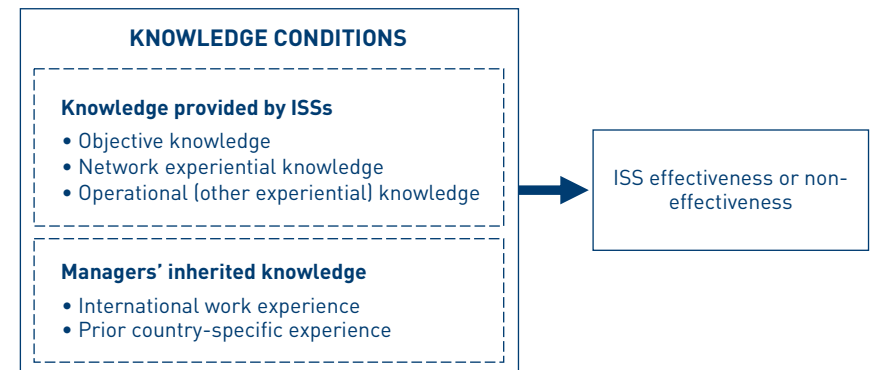 KNOWLEDGE CONDITIONS
Knowledge provided by ISSs
• Objective knowledge
• Network experiential knowledge
• Operational (other experiential) knowledge
Managers’ inherited knowledge
• International work experience
• Prior country-specific experience
ISS effectiveness or non-
effectiveness